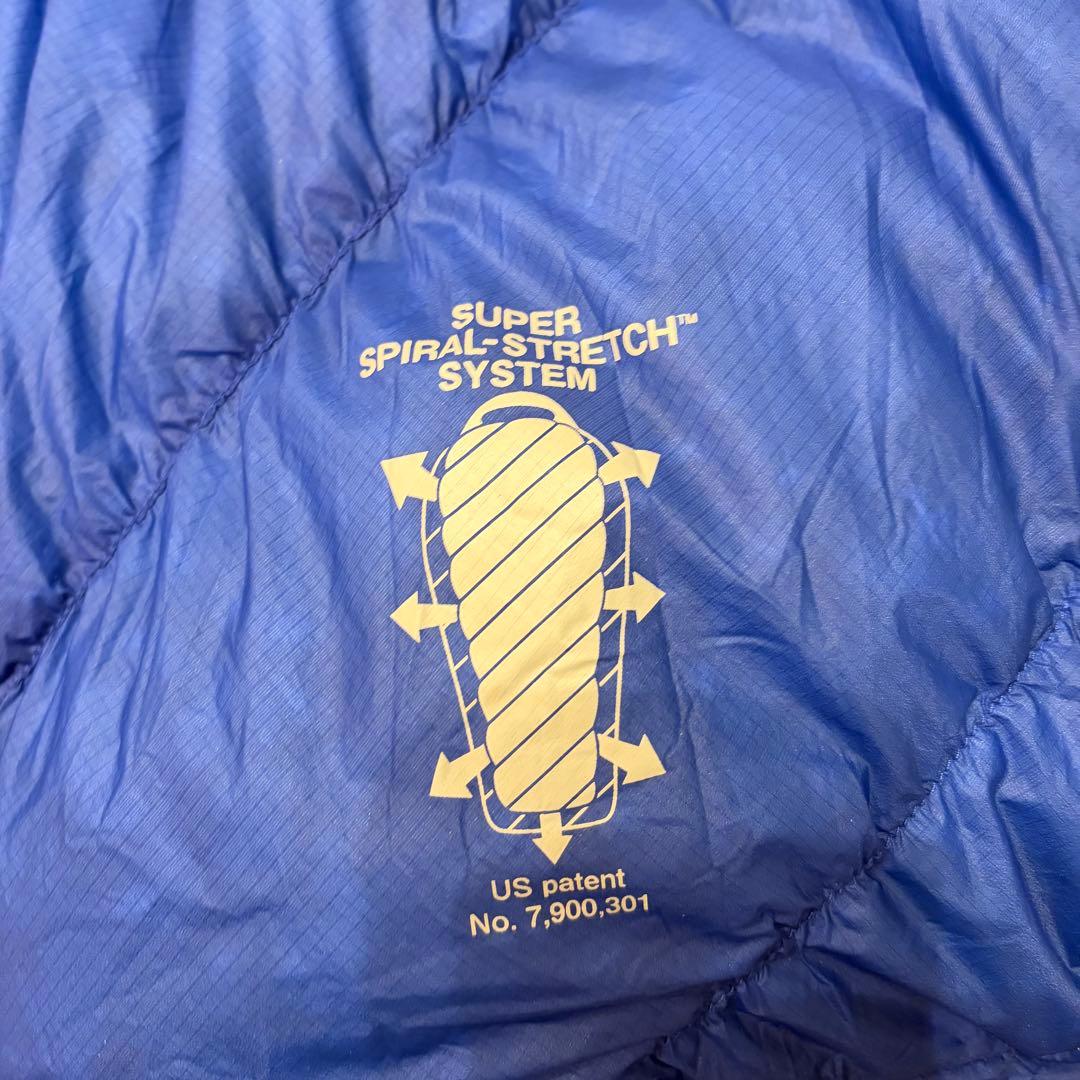 SUPER
SPIRAL-STRETCH™
SYSTEM
US patent
No. 7,900,301